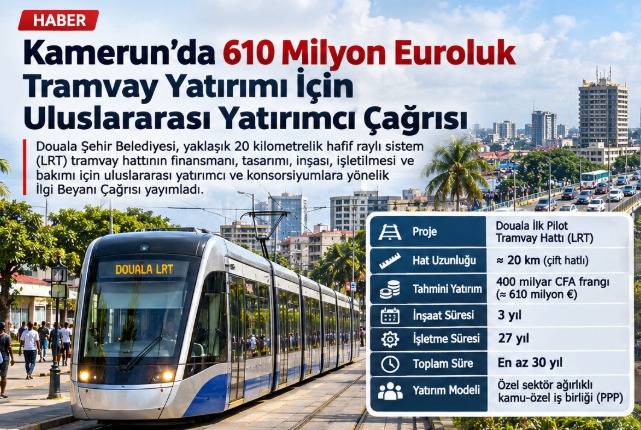 HABER
Kamerun’da 610 Milyon Euroluk
Tramvay Yatırımı İçin
Uluslararası Yatırımcı Çağrısı
Douala Şehir Belediyesi, yaklaşık 20 kilometrelik hafif raylı sistem
(LRT) tramvay hattının finansmanı, tasarımı, inşası, işletilmesi ve
bakımı için uluslararası yatırımcı ve konsorsiyumlara yönelik
İlgi Beyanı Çağrısı yayımladı.
DOUALA LRT
Proje
Douala İlk Pilot
Tramvay Hattı (LRT)
Hat Uzunluğu
≈ 20 km (çift hatlı)
Tahmini Yatırım
400 milyar CFA frangı
(≈ 610 milyon €)
İnşaat Süresi
3 yıl
İşletme Süresi
27 yıl
Toplam Süre
En az 30 yıl
Yatırım Modeli
Özel sektör ağırlıklı
kamu-özel iş birliği (PPP)